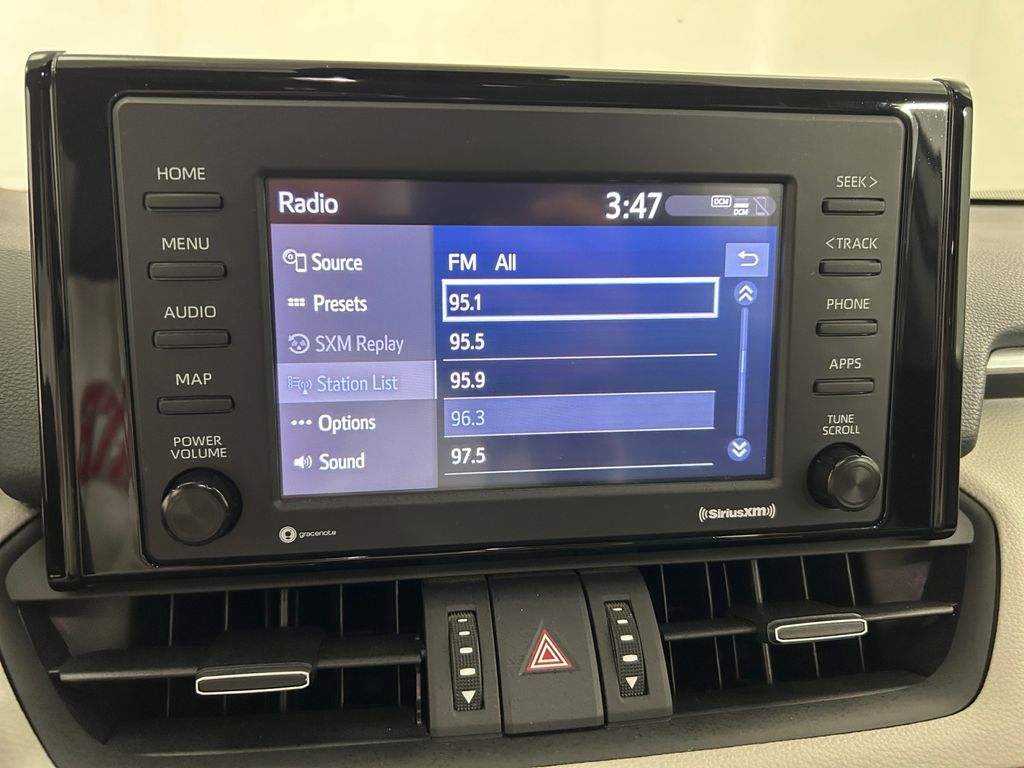 HOME
MENU
AUDIO
MAP
POWER
VOLUME
Radio
3:47
DCM
DCM
Source
Presets
SXM Replay
Station List
Options
Sound
FM All
95.1
95.5
95.9
96.3
97.5
SEEK >
< TRACK
PHONE
APPS
TUNE
SCROLL
gracenote
((SiriusXM))